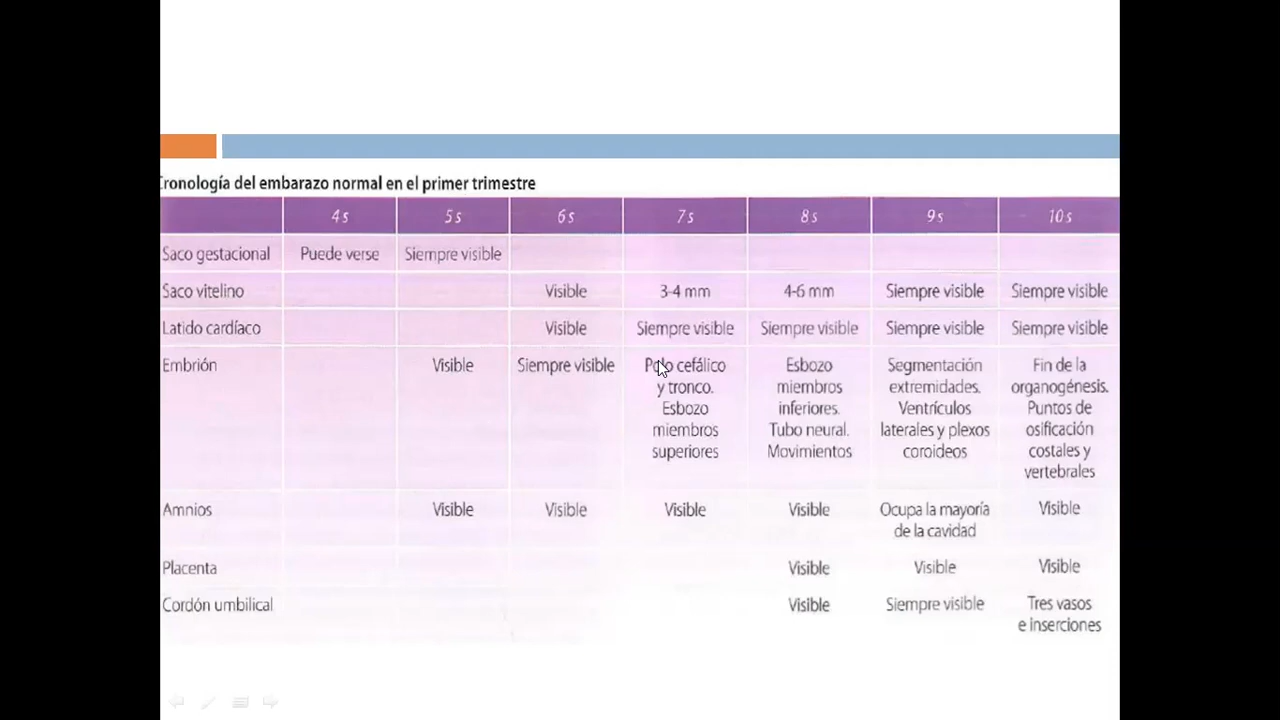 Cronología del embarazo normal en el primer trimestre
4 s 5 s 6 s 7 s 8 s 9 s 10 s
Saco gestacional Puede verse Siempre visible
Saco vitelino Visible 3-4 mm 4-6 mm Siempre visible Siempre visible
Latido cardíaco Visible Siempre visible Siempre visible Siempre visible Siempre visible
Embrión Visible Siempre visible Polo cefálico Esbozo Segmentación Fin de la
y tronco. miembros extremidades. organogénesis.
Esbozo inferiores. Ventrículos Puntos de
miembros Tubo neural. laterales y plexos osificación
superiores Movimientos coroideos costales y
vertebrales
Amnios Visible Visible Visible Visible Ocupa la mayoría Visible
de la cavidad
Placenta Visible Visible Visible
Cordón umbilical Visible Siempre visible Tres vasos
e inserciones